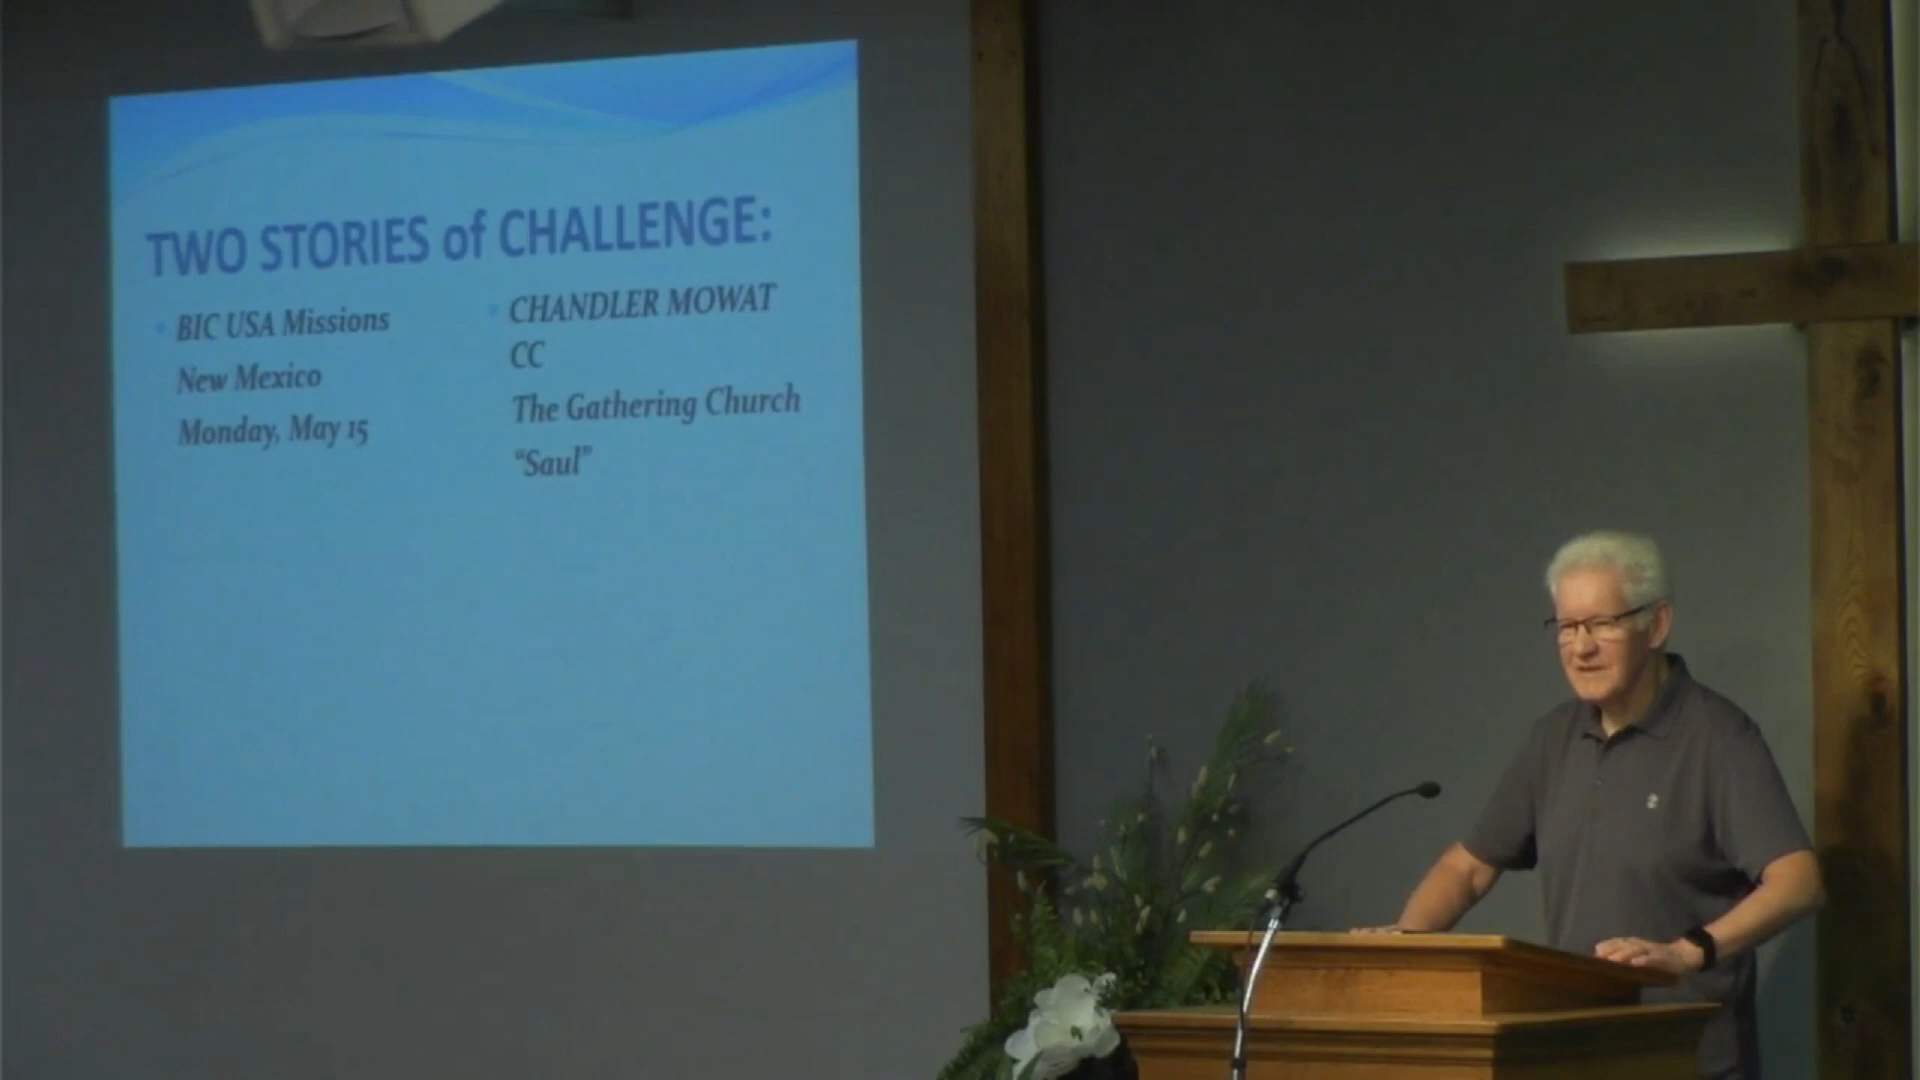 TWO STORIES of CHALLENGE:
BIC USA Missions
New Mexico
Monday, May 15
CHANDLER MOWAT
CC
The Gathering Church
“Saul”